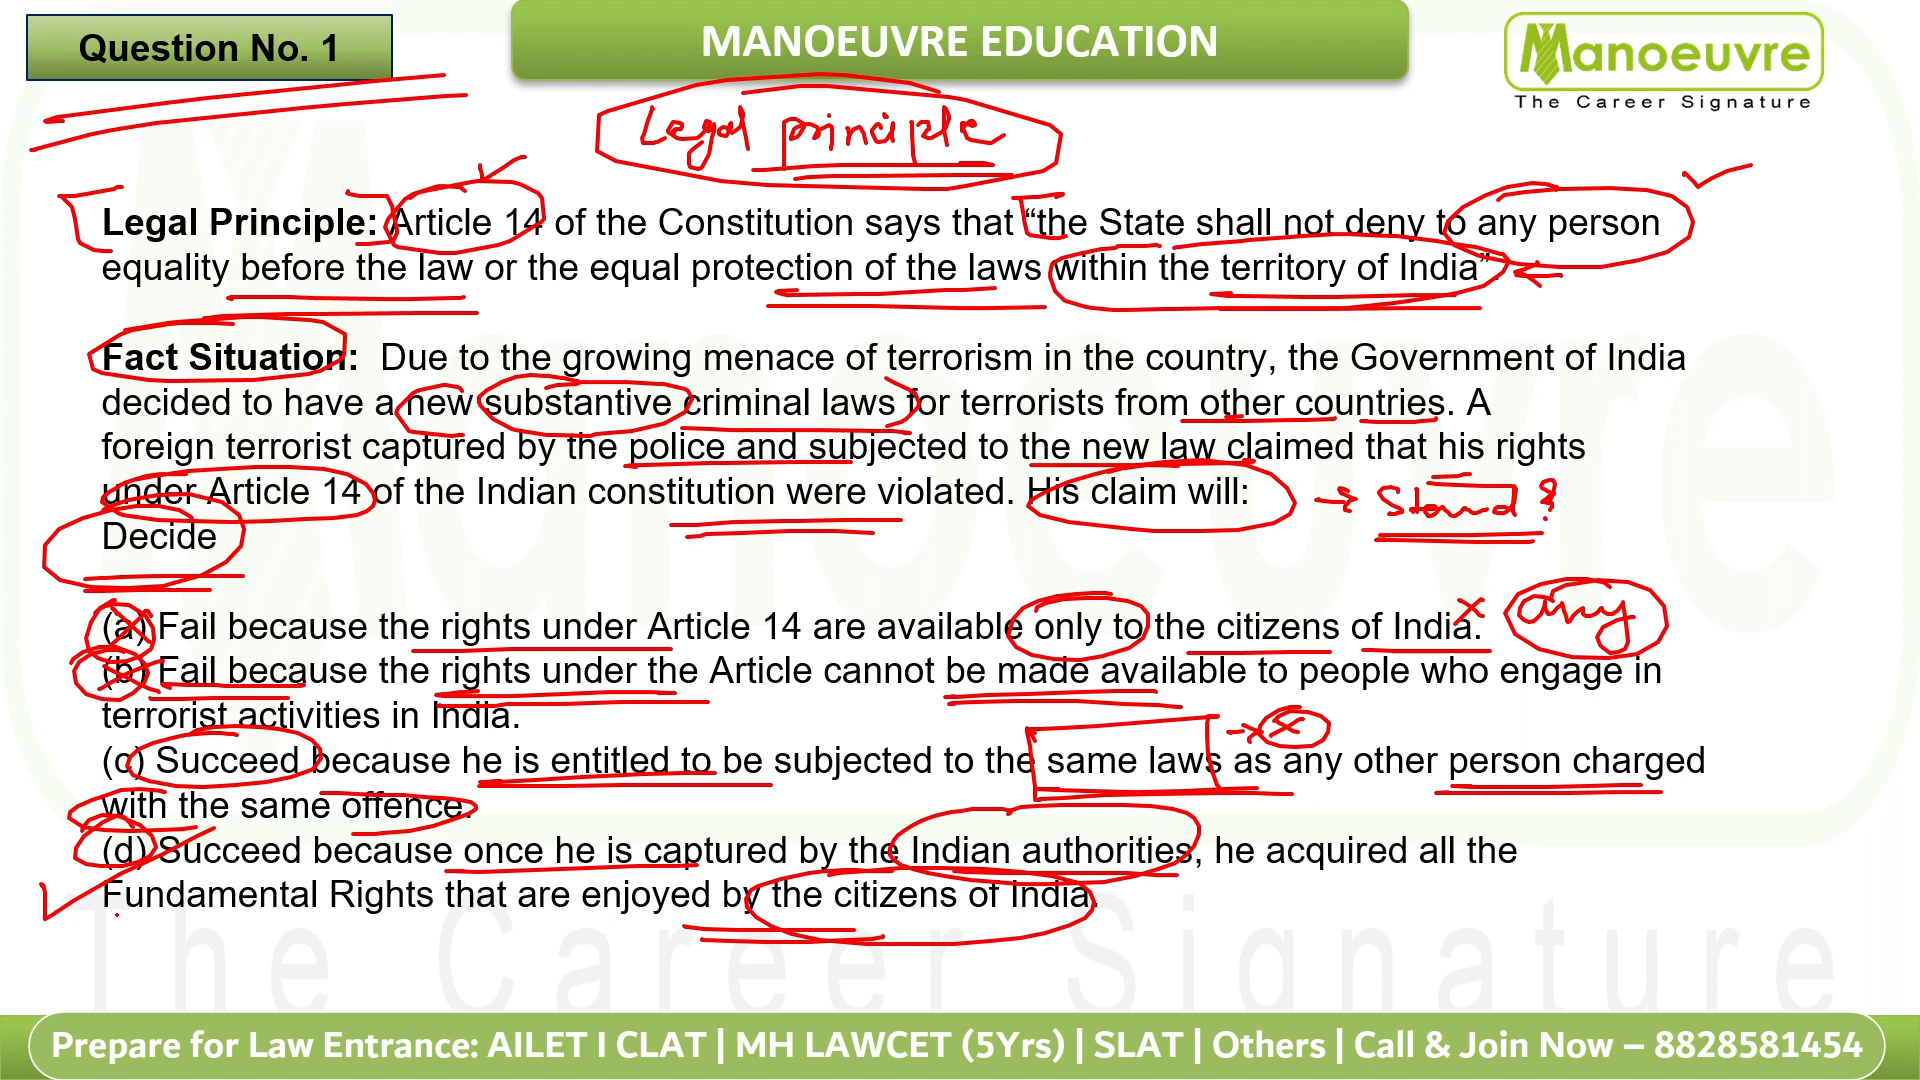 Question No. 1
MANOEUVRE EDUCATION
Manoeuvre
The Career Signature
Legal principle
Legal Principle: Article 14 of the Constitution says that “the State shall not deny to any person
equality before the law or the equal protection of the laws within the territory of India”
Fact Situation: Due to the growing menace of terrorism in the country, the Government of India
decided to have a new substantive criminal laws for terrorists from other countries. A
foreign terrorist captured by the police and subjected to the new law claimed that his rights
under Article 14 of the Indian constitution were violated. His claim will:
→ Stand ?
Decide
(a) Fail because the rights under Article 14 are available only to the citizens of India.
any
(b) Fail because the rights under the Article cannot be made available to people who engage in
terrorist activities in India.
(c) Succeed because he is entitled to be subjected to the same laws as any other person charged
with the same offence.
(d) Succeed because once he is captured by the Indian authorities, he acquired all the
Fundamental Rights that are enjoyed by the citizens of India.
Manoeuvre
The Career Signature
Prepare for Law Entrance: AILET I CLAT | MH LAWCET (5Yrs) | SLAT | Others | Call & Join Now – 8828581454